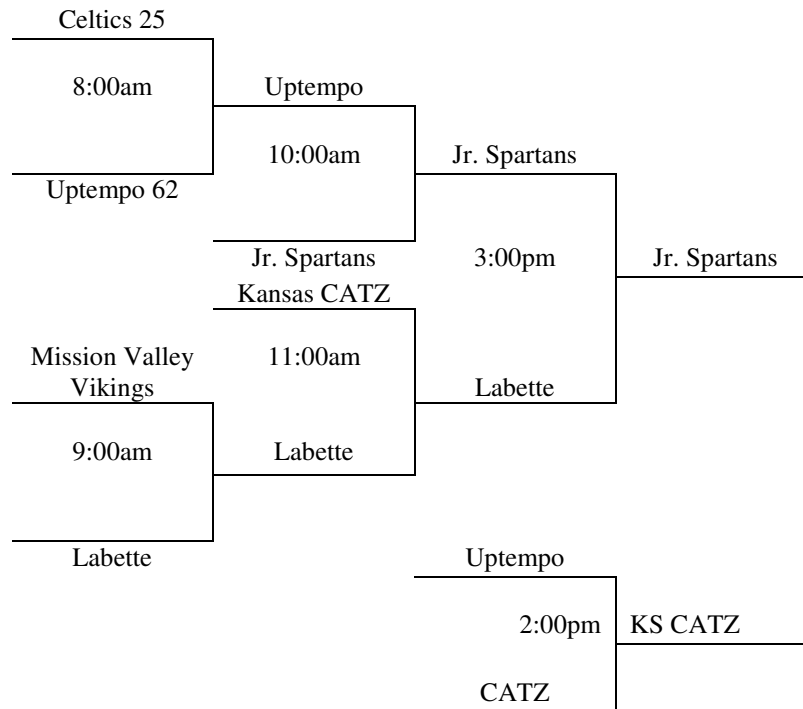 Celtics 25
8:00am
Uptempo
10:00am
Jr. Spartans
Uptempo 62
Jr. Spartans
3:00pm
Jr. Spartans
Kansas CATZ
Mission Valley
Vikings
11:00am
Labette
9:00am
Labette
Labette
Uptempo
2:00pm
KS CATZ
CATZ